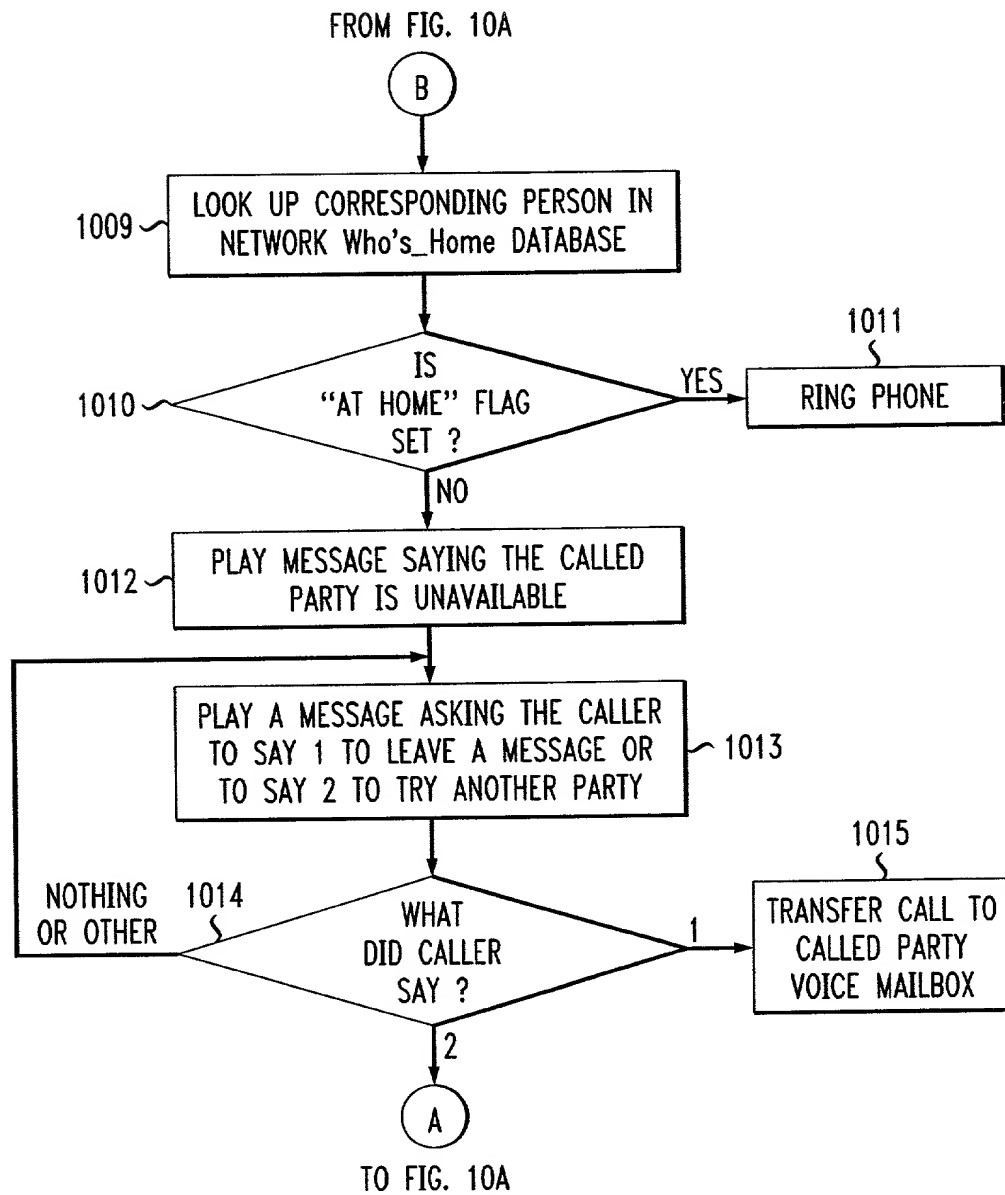 FROM FIG. 10A
B
1009
LOOK UP CORRESPONDING PERSON IN
NETWORK Who's_Home DATABASE
1010
IS
“AT HOME” FLAG
SET ?
YES
1011
RING PHONE
NO
1012
PLAY MESSAGE SAYING THE CALLED
PARTY IS UNAVAILABLE
PLAY A MESSAGE ASKING THE CALLER
TO SAY 1 TO LEAVE A MESSAGE OR
TO SAY 2 TO TRY ANOTHER PARTY
1013
NOTHING
OR OTHER
1014
WHAT
DID CALLER
SAY ?
1
1015
TRANSFER CALL TO
CALLED PARTY
VOICE MAILBOX
2
A
TO FIG. 10A